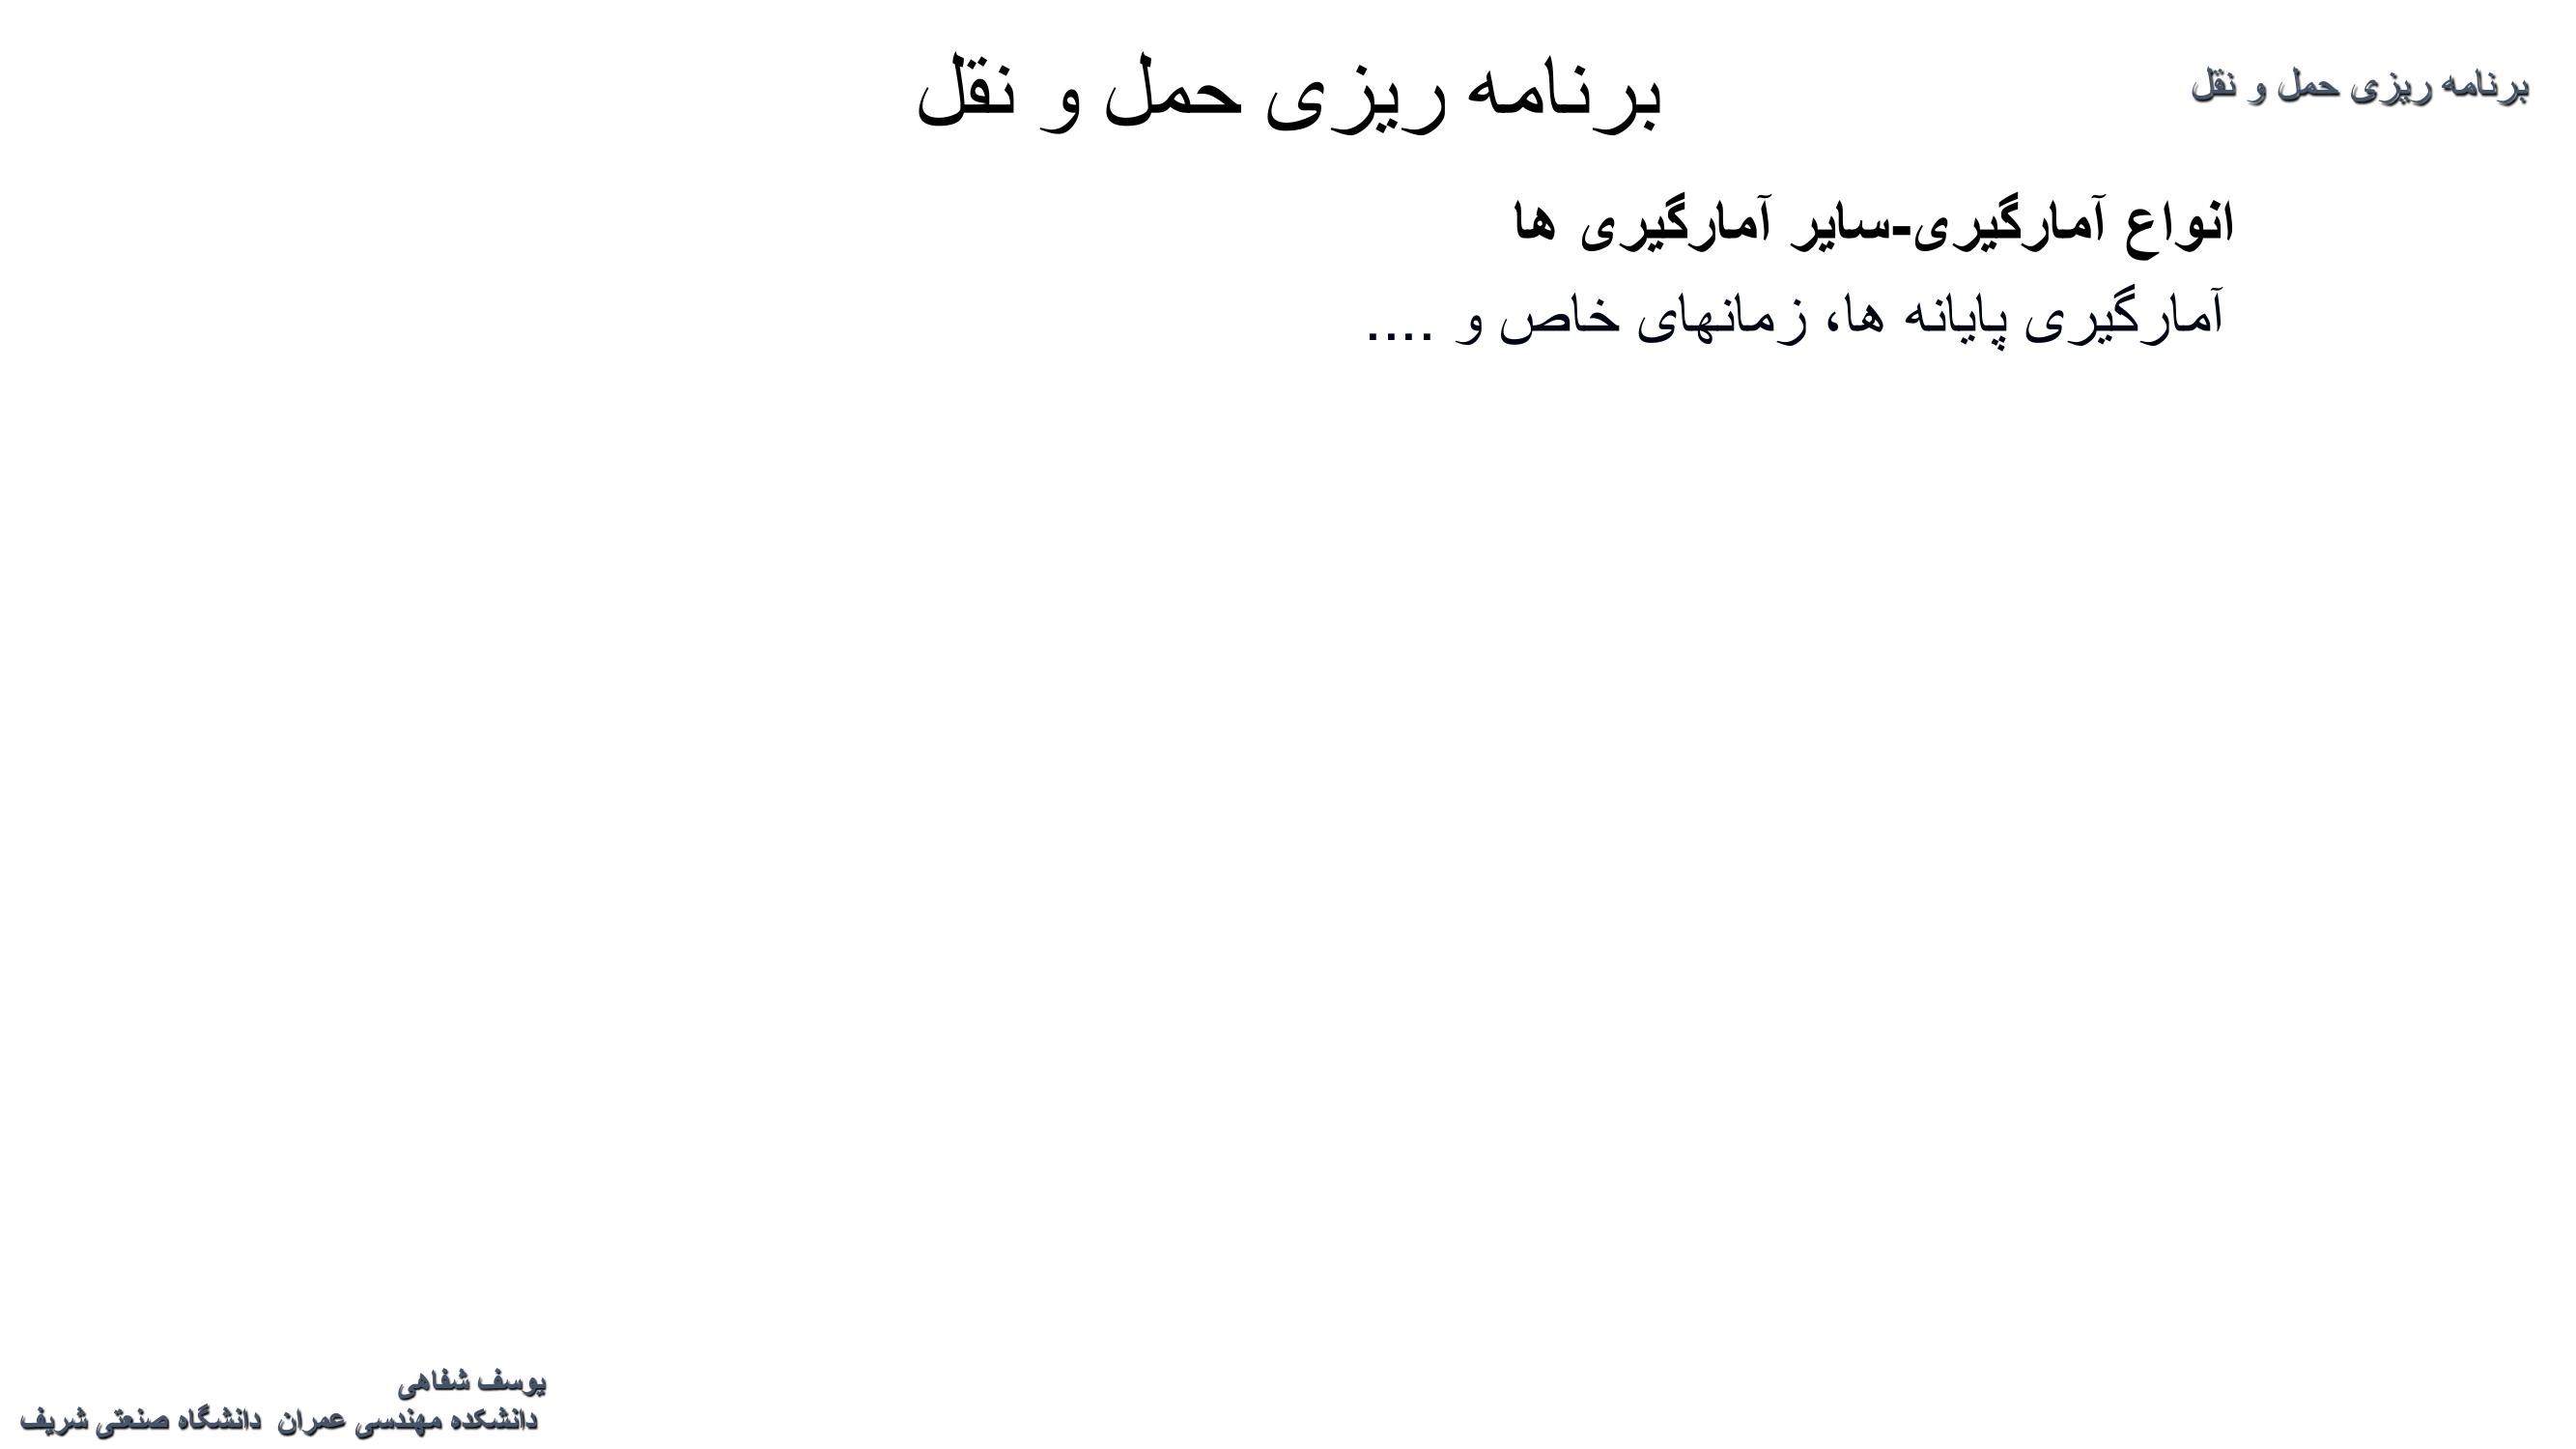 برنامه ریزی حمل و نقل
برنامه ریزی حمل و نقل
انواع آمارگیری-سایر آمارگیری ها
آمارگیری پایانه ها، زمانهای خاص و ....
یوسف شفاهی
دانشکده مهندسی عمران دانشگاه صنعتی شریف